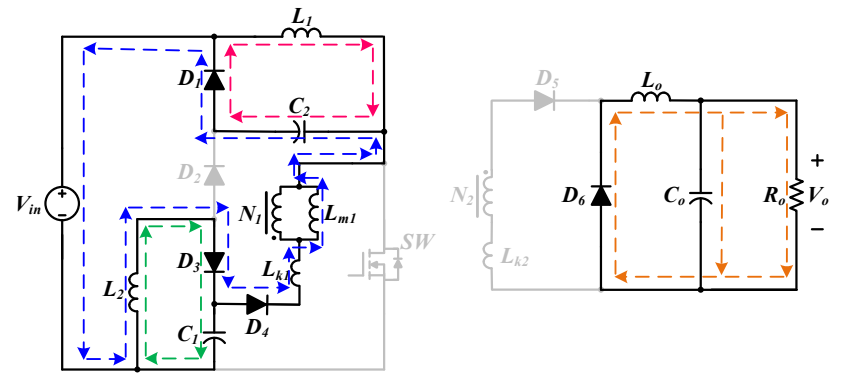 L1
D1
C2
D5
Lo
D2
Vin
+
−
N1
Lm1
N2
D6
Co
Ro
+
Vo
−
SW
D3
Lk1
Lk2
L2
C1
D4